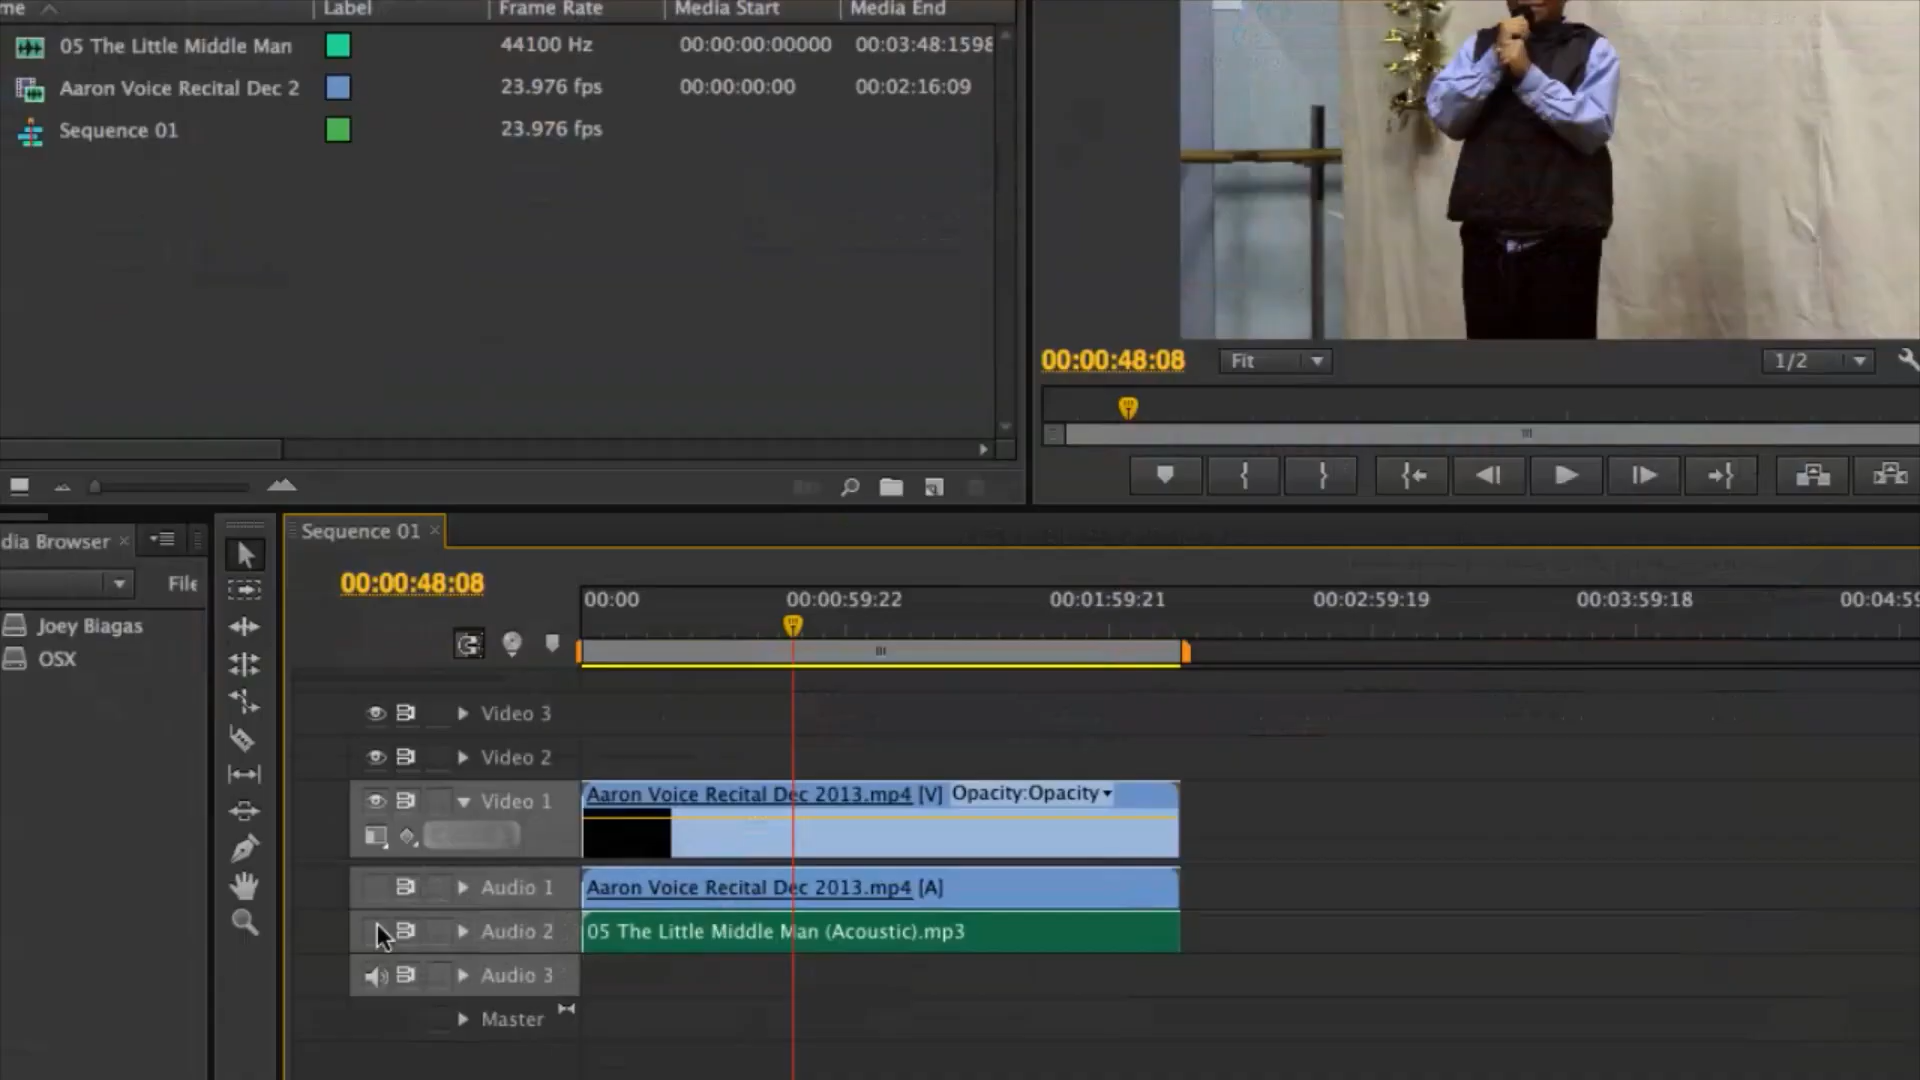 me Label Frame Rate Media Start Media End
05 The Little Middle Man 44100 Hz 00:00:00:00000 00:03:48:1598
Aaron Voice Recital Dec 2 23.976 fps 00:00:00:00 00:02:16:09
Sequence 01 23.976 fps
00:00:48:08 Fit 1/2
Sequence 01
dia Browser
00:00:48:08
File
00:00 00:00:59:22 00:01:59:21 00:02:59:19 00:03:59:18 00:04:59
Joey Biagas
OSX
Video 3
Video 2
Video 1 Aaron Voice Recital Dec 2013.mp4 [V] Opacity:Opacity
Audio 1 Aaron Voice Recital Dec 2013.mp4 [A]
Audio 2 05 The Little Middle Man (Acoustic).mp3
Audio 3
Master